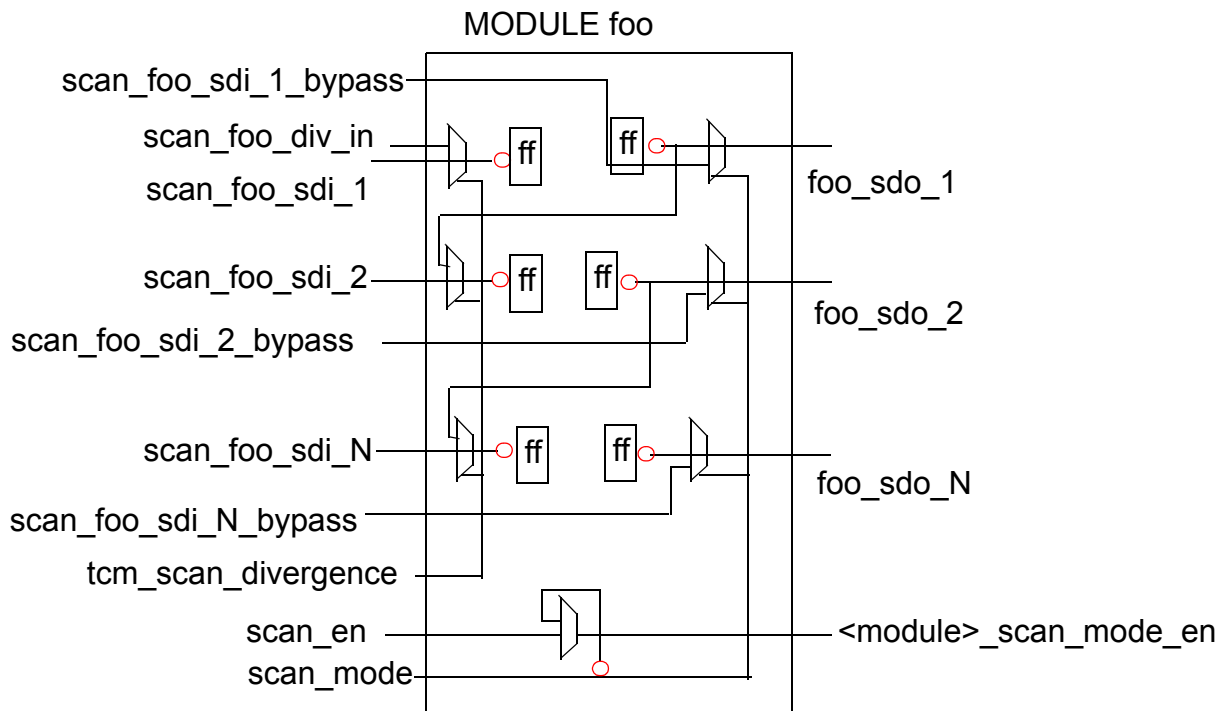 MODULE foo
scan_foo_sdi_1_bypass
scan_foo_div_in
ff
ff
scan_foo_sdi_1
foo_sdo_1
scan_foo_sdi_2
ff
ff
foo_sdo_2
scan_foo_sdi_2_bypass
scan_foo_sdi_N
ff
ff
foo_sdo_N
scan_foo_sdi_N_bypass
tcm_scan_divergence
scan_en
<module>_scan_mode_en
scan_mode